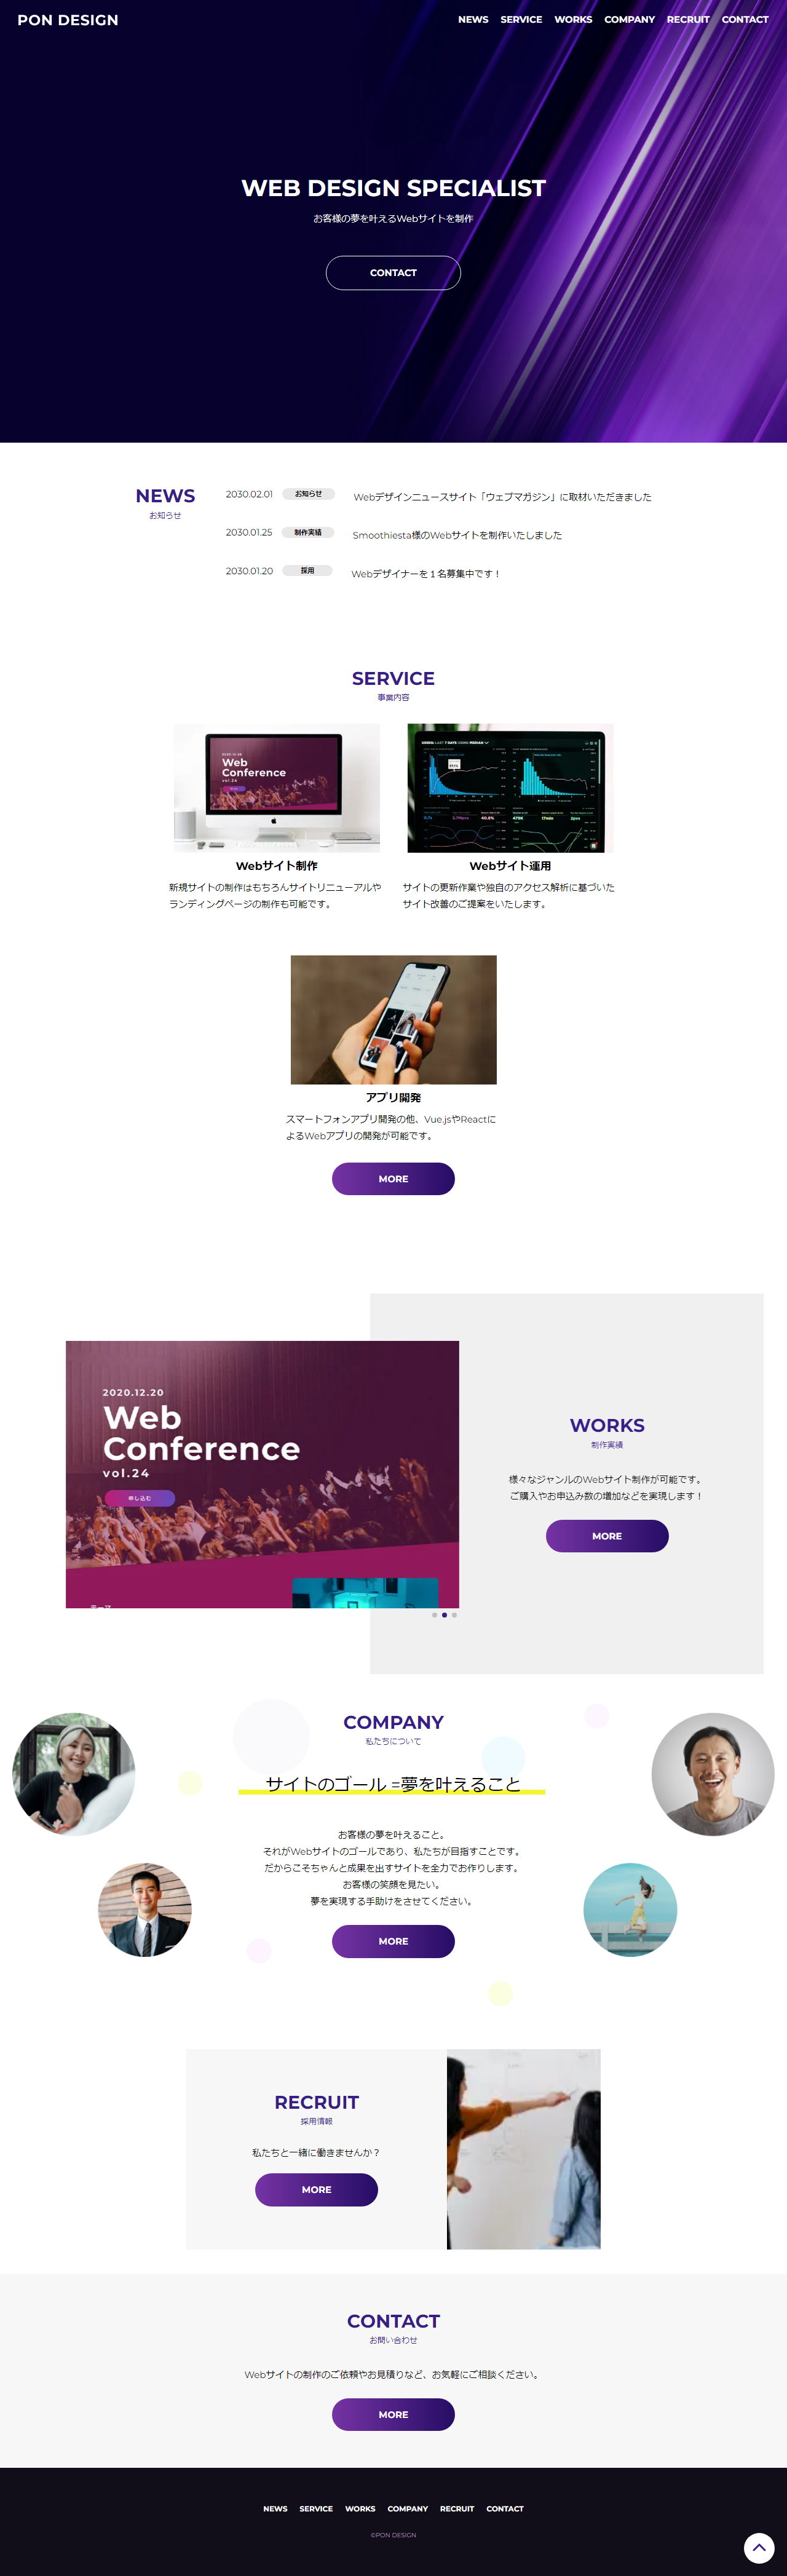 PON DESIGN
NEWS SERVICE WORKS COMPANY RECRUIT CONTACT
WEB DESIGN SPECIALIST
お客様の夢を叶えるWebサイトを制作
CONTACT
NEWS
お知らせ
2030.02.01 お知らせ Webデザインニュースサイト「ウェブマガジン」に取材いただきました
2030.01.25 制作実績 Smoothiesta様のWebサイトを制作いたしました
2030.01.20 採用 Webデザイナーを１名募集中です！
SERVICE
事業内容
Web
Conference
vol.24
Webサイト制作
新規サイトの制作はもちろんサイトリニューアルや
ランディングページの制作も可能です。
Webサイト運用
サイトの更新作業や独自のアクセス解析に基づいた
サイト改善のご提案をいたします。
アプリ開発
スマートフォンアプリ開発の他、Vue.jsやReactに
よるWebアプリの開発が可能です。
MORE
2020.12.20
Web
Conference
vol.24
申し込む
テーマ
WORKS
制作実績
様々なジャンルのWebサイト制作が可能です。
ご購入やお申込み数の増加などを実現します！
MORE
COMPANY
私たちについて
サイトのゴール =夢を叶えること
お客様の夢を叶えること。
それがWebサイトのゴールであり、私たちが目指すことです。
だからこそちゃんと成果を出すサイトを全力でお作りします。
お客様の笑顔を見たい。
夢を実現する手助けをさせてください。
MORE
RECRUIT
採用情報
私たちと一緒に働きませんか？
MORE
CONTACT
お問い合わせ
Webサイトの制作のご依頼やお見積りなど、お気軽にご相談ください。
MORE
NEWS SERVICE WORKS COMPANY RECRUIT CONTACT
©PON DESIGN